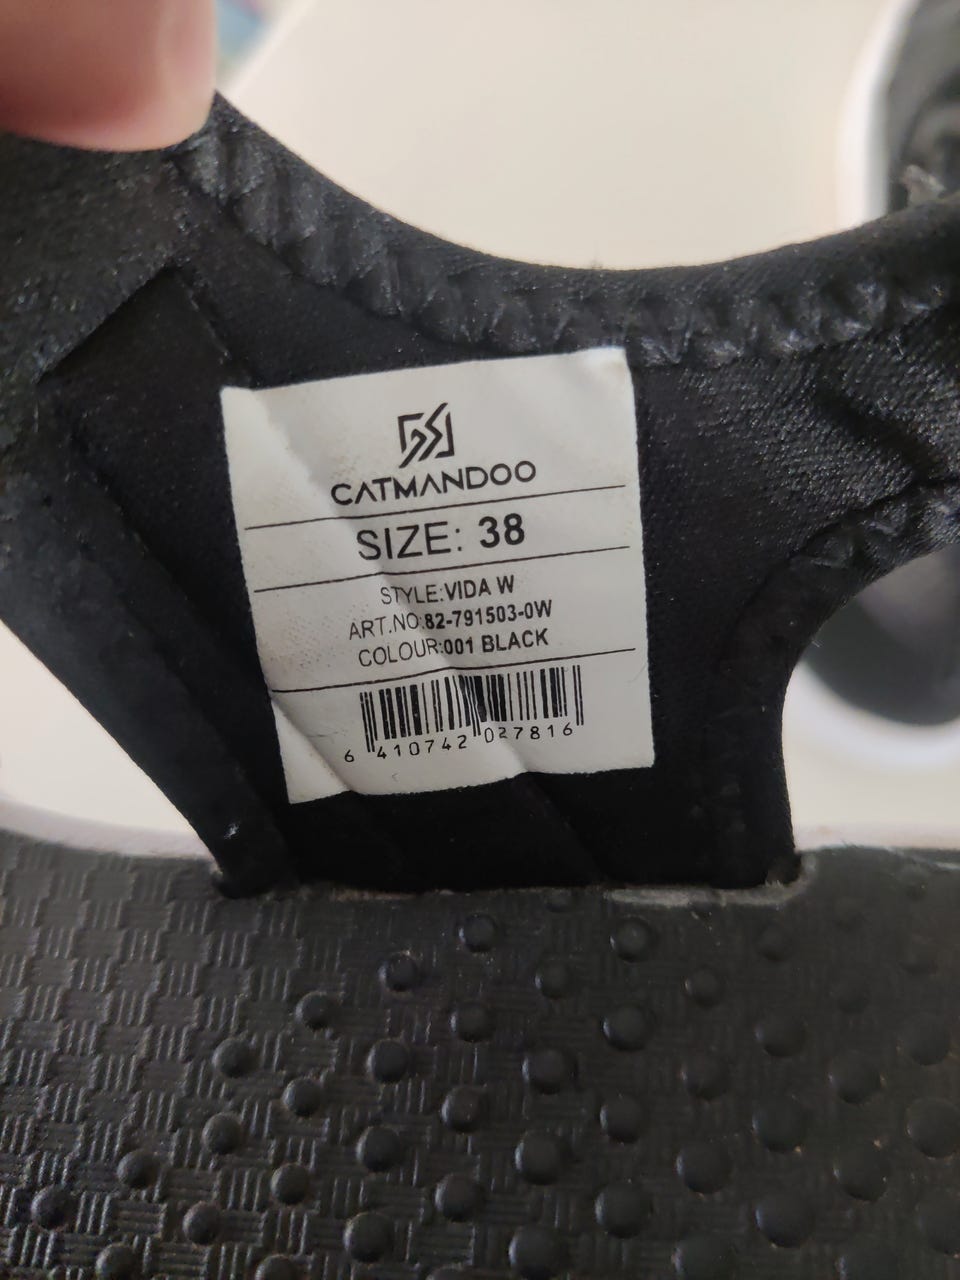 CATMANDOO
SIZE: 38
STYLE:VIDA W
ART.NO:82-791503-0W
COLOUR:001 BLACK
6 410742 027816